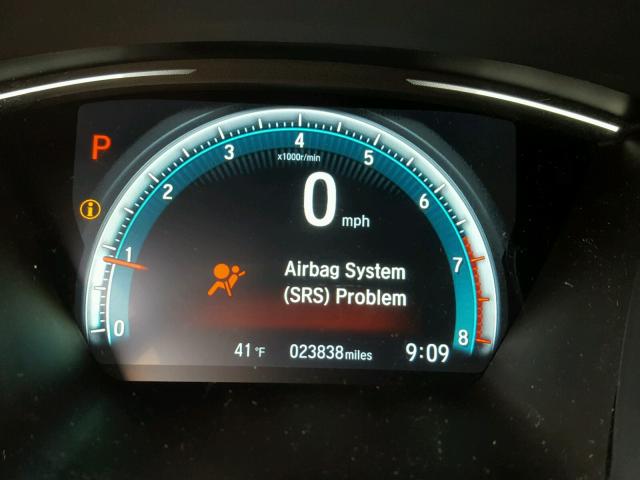 P
0 1 2 3 4 5 6 7 8
x1000r/min
0 mph
i
Airbag System
(SRS) Problem
41°F 023838 miles 9:09